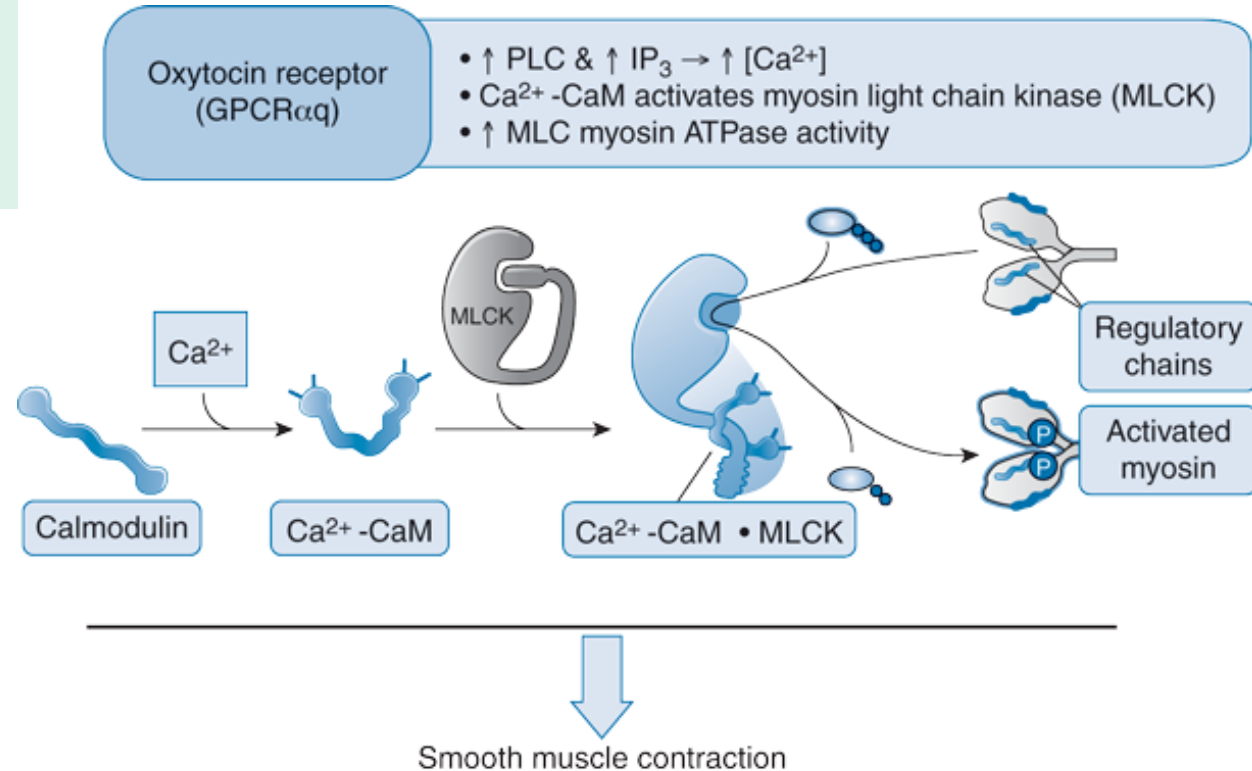 Oxytocin receptor
(GPCRαq)
• ↑ PLC & ↑ IP₃ → ↑ [Ca²⁺]
• Ca²⁺ -CaM activates myosin light chain kinase (MLCK)
• ↑ MLC myosin ATPase activity
MLCK
Ca²⁺
Regulatory
chains
P
P
Activated
myosin
Calmodulin
Ca²⁺ -CaM
Ca²⁺ -CaM • MLCK
Smooth muscle contraction